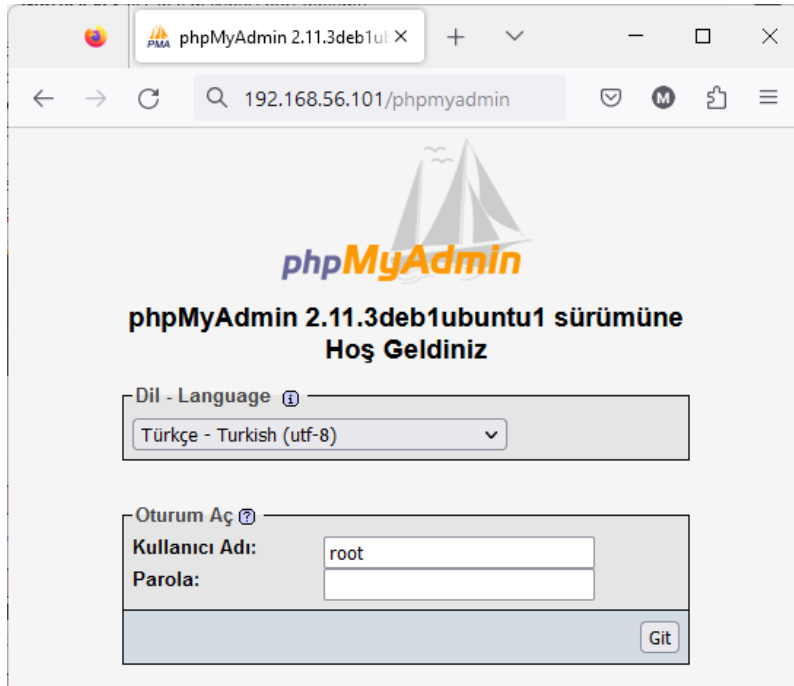 PMA phpMyAdmin 2.11.3deb1ub
192.168.56.101/phpmyadmin
M
phpMyAdmin
phpMyAdmin 2.11.3deb1ubuntu1 sürümüne
Hoş Geldiniz
Dil - Language
Türkçe - Turkish (utf-8)
Oturum Aç
Kullanıcı Adı:
root
Parola:
Git